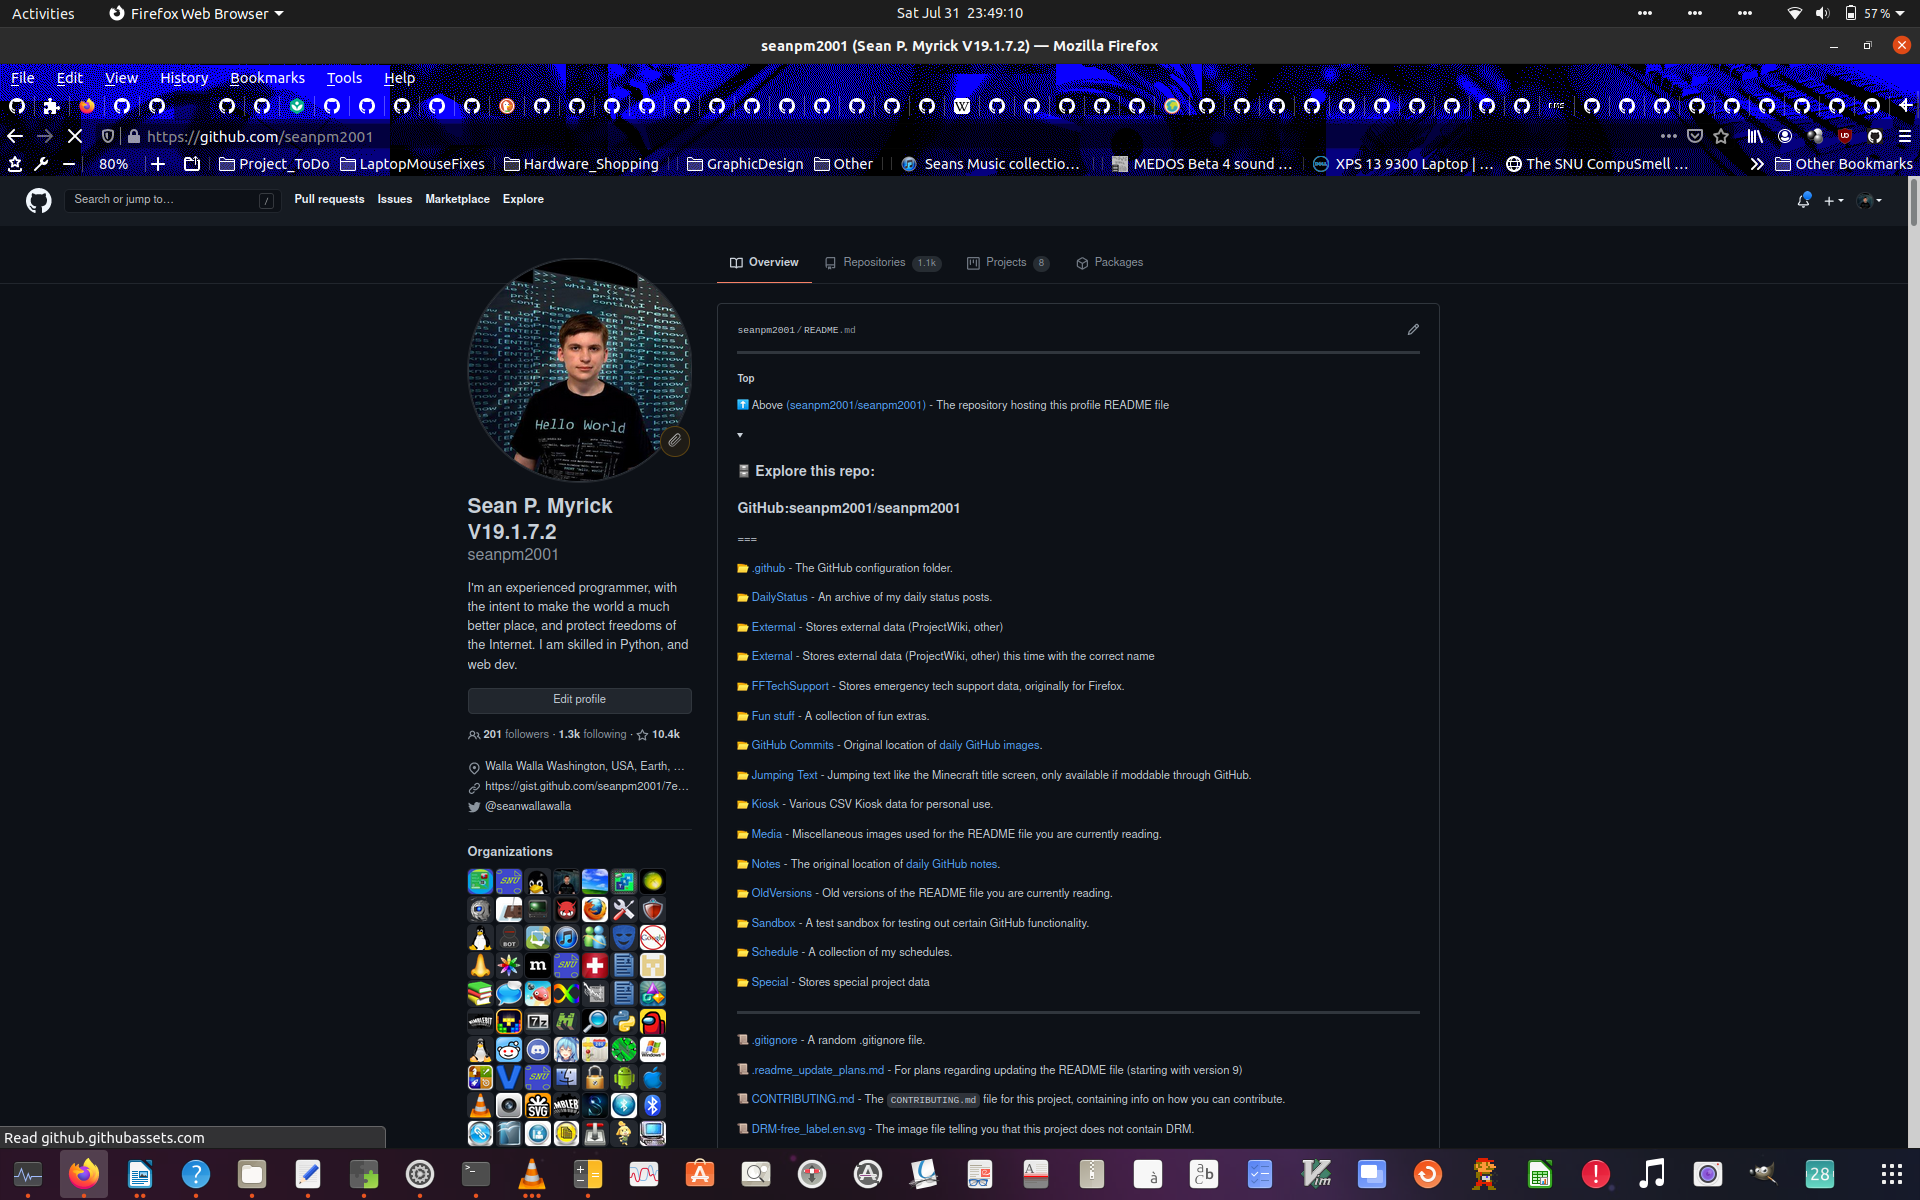 Activities
Firefox Web Browser
Sat Jul 31 23:49:10
57 %
seanpm2001 (Sean P. Myrick V19.1.7.2) — Mozilla Firefox
File Edit View History Bookmarks Tools Help
https://github.com/seanpm2001
80%
Project_ToDo
LaptopMouseFixes
Hardware_Shopping
GraphicDesign
Other
Seans Music collectio…
MEDOS Beta 4 sound …
XPS 13 9300 Laptop | …
The SNU CompuSmell …
Other Bookmarks
Search or jump to…
/
Pull requests Issues Marketplace Explore
Overview
Repositories 1.1k
Projects 8
Packages
Hello World
Sean P. Myrick
V19.1.7.2
seanpm2001
I'm an experienced programmer, with
the intent to make the world a much
better place, and protect freedoms of
the Internet. I am skilled in Python, and
web dev.
Edit profile
201 followers · 1.3k following · 10.4k
Walla Walla Washington, USA, Earth, …
https://gist.github.com/seanpm2001/7e…
@seanwallawalla
Organizations
seanpm2001/README.md
Top
Above (seanpm2001/seanpm2001) - The repository hosting this profile README file
Explore this repo:
GitHub:seanpm2001/seanpm2001
===
.github - The GitHub configuration folder.
DailyStatus - An archive of my daily status posts.
Extermal - Stores external data (ProjectWiki, other)
External - Stores external data (ProjectWiki, other) this time with the correct name
FFTechSupport - Stores emergency tech support data, originally for Firefox.
Fun stuff - A collection of fun extras.
GitHub Commits - Original location of daily GitHub images.
Jumping Text - Jumping text like the Minecraft title screen, only available if moddable through GitHub.
Kiosk - Various CSV Kiosk data for personal use.
Media - Miscellaneous images used for the README file you are currently reading.
Notes - The original location of daily GitHub notes.
OldVersions - Old versions of the README file you are currently reading.
Sandbox - A test sandbox for testing out certain GitHub functionality.
Schedule - A collection of my schedules.
Special - Stores special project data
.gitignore - A random .gitignore file.
.readme_update_plans.md - For plans regarding updating the README file (starting with version 9)
CONTRIBUTING.md - The CONTRIBUTING.md file for this project, containing info on how you can contribute.
DRM-free_label.en.svg - The image file telling you that this project does not contain DRM.
Read github.githubassets.com
28